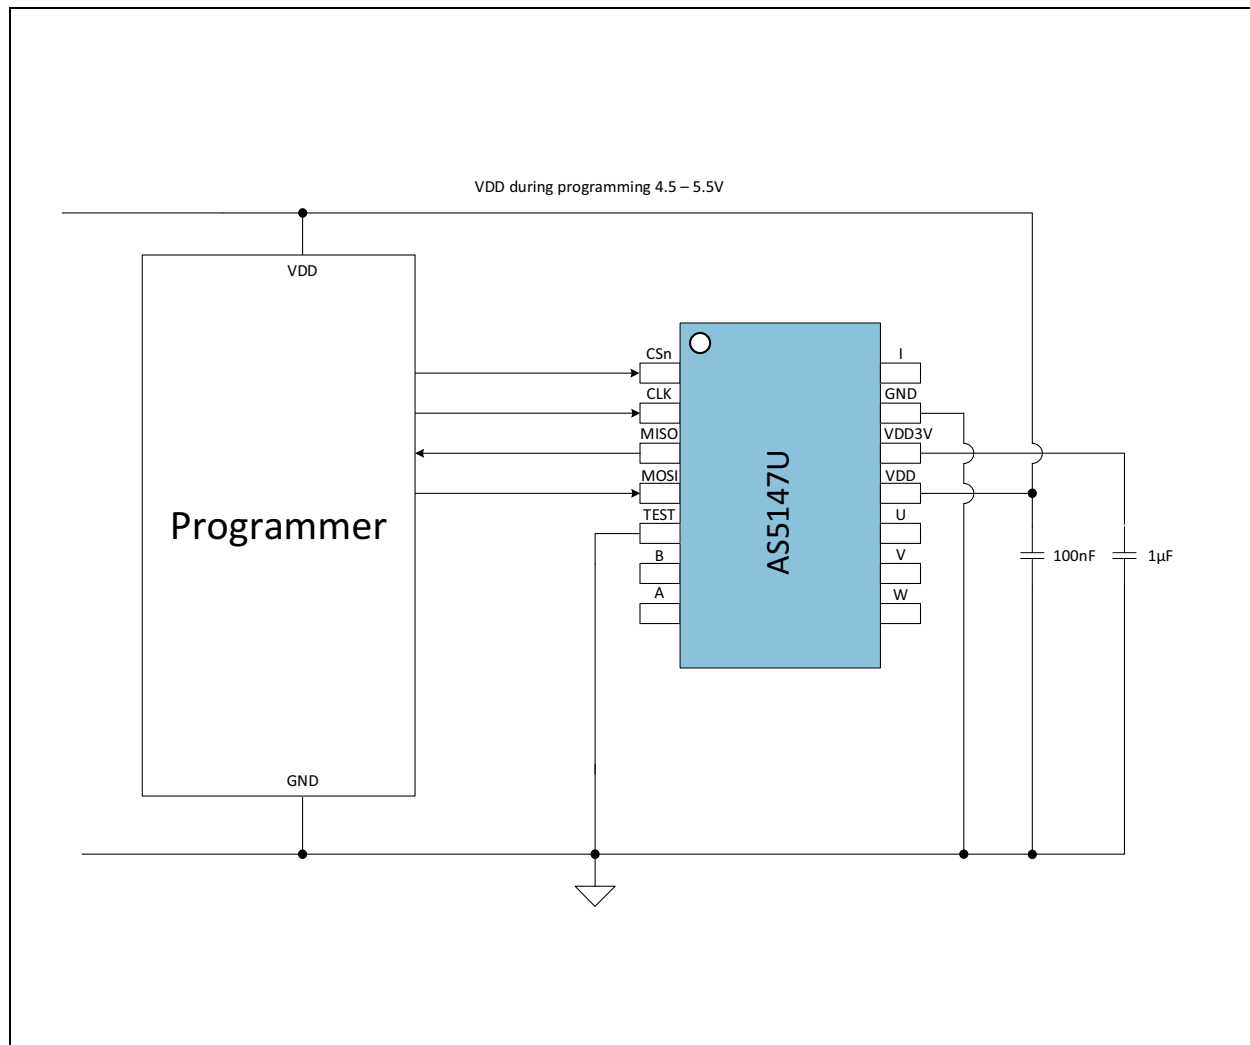 VDD during programming 4.5 – 5.5V
VDD
Programmer
GND
CSn
CLK
MISO
MOSI
TEST
B
A
AS5147U
I
GND
VDD3V
VDD
U
V
W
100nF
1µF